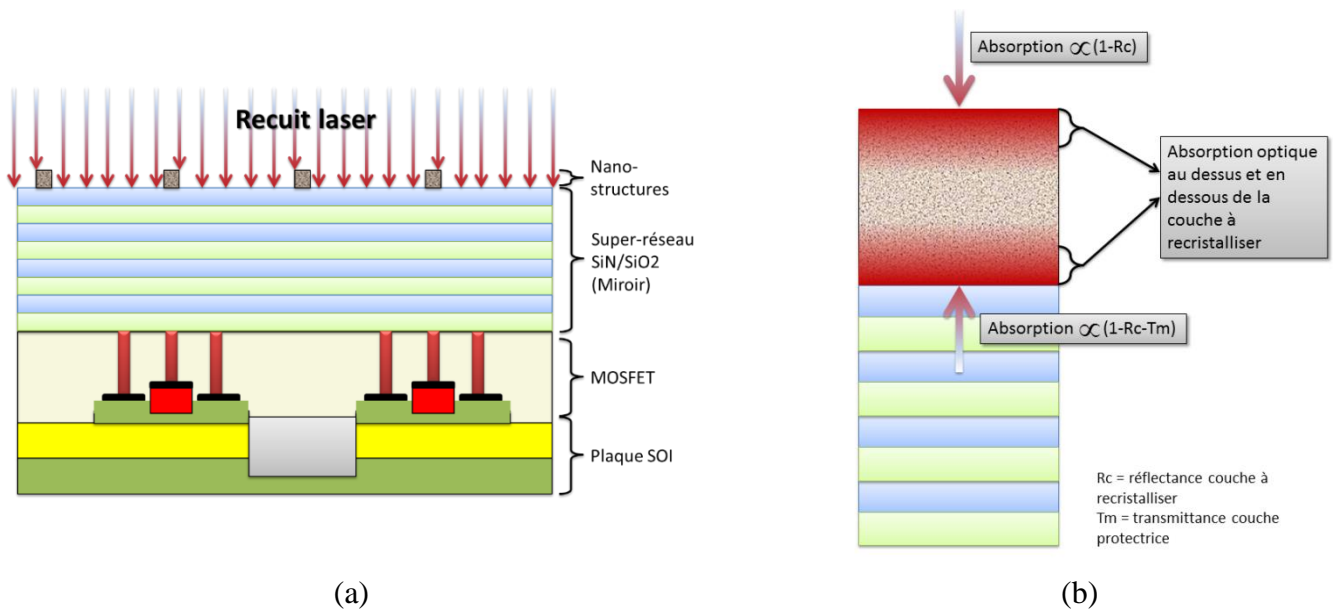 Recuit laser
Nano-
structures
Super-réseau
SiN/SiO2
(Miroir)
MOSFET
Plaque SOI
(a)
Absorption ∝(1-Rc)
Absorption optique
au dessus et en
dessous de la
couche à
recristalliser
Absorption ∝(1-Rc-Tm)
Rc = réflectance couche à
recristalliser
Tm = transmittance couche
protectrice
(b)